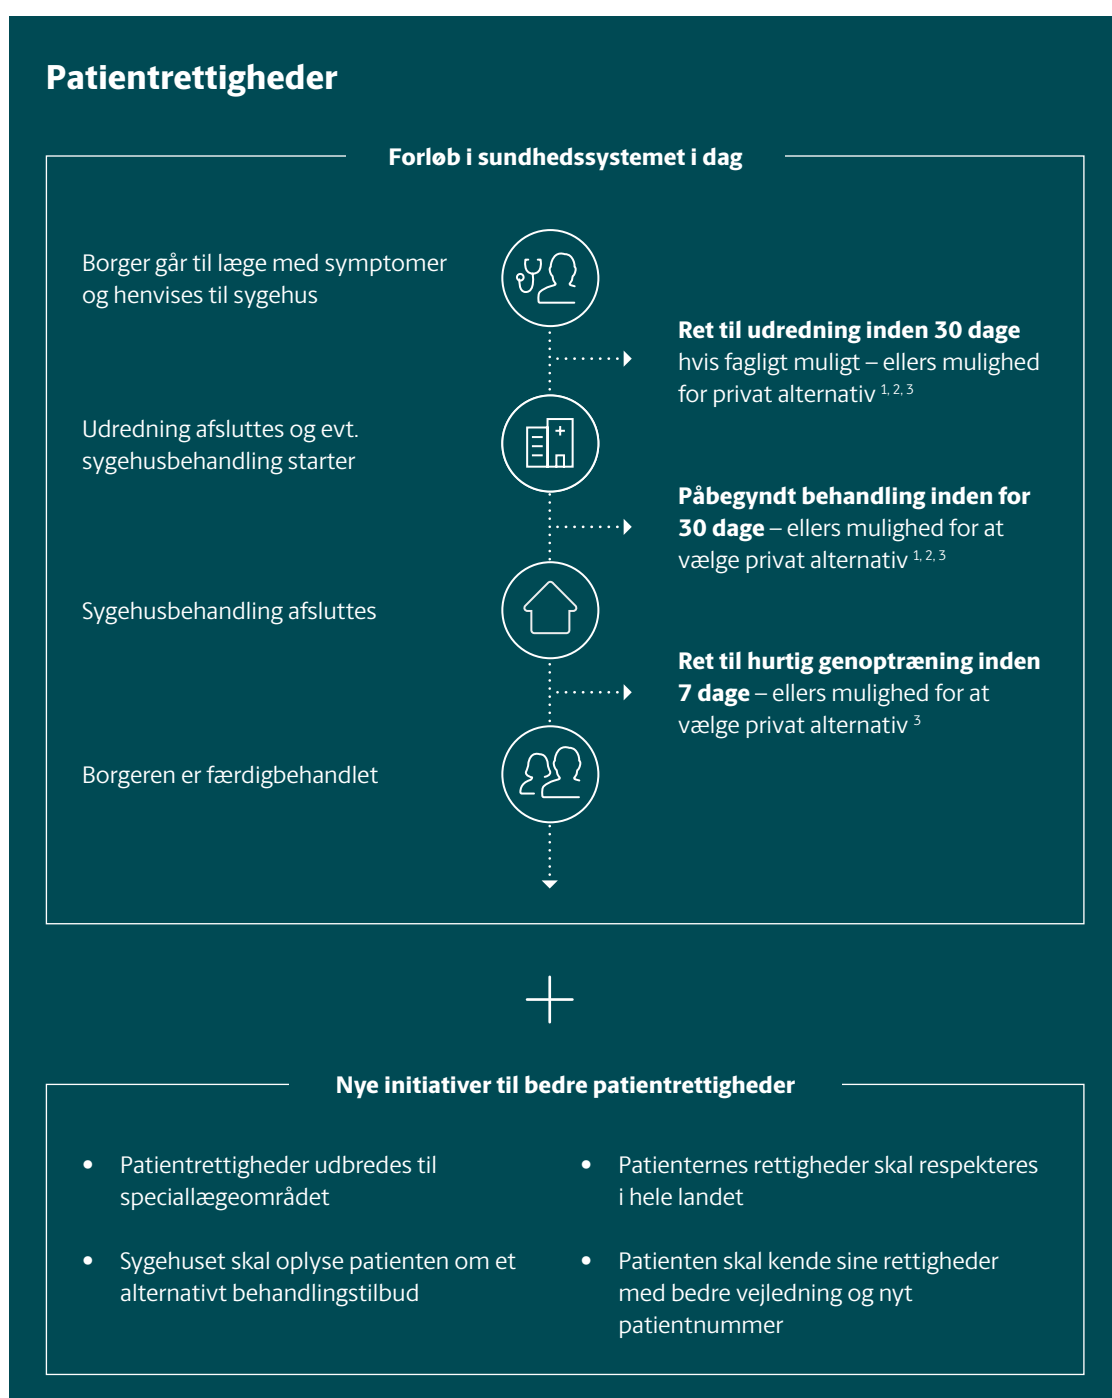 Patientrettigheder
Forløb i sundhedssystemet i dag
Borger går til læge med symptomer
og henvises til sygehus
Ret til udredning inden 30 dage
hvis fagligt muligt – ellers mulighed
for privat alternativ 1, 2, 3
Udredning afsluttes og evt.
sygehusbehandling starter
Påbegyndt behandling inden for
30 dage – ellers mulighed for at
vælge privat alternativ 1, 2, 3
Sygehusbehandling afsluttes
Ret til hurtig genoptræning inden
7 dage – ellers mulighed for at
vælge privat alternativ 3
Borgeren er færdigbehandlet
Nye initiativer til bedre patientrettigheder
• Patientrettigheder udbredes til
speciallægeområdet
• Sygehuset skal oplyse patienten om et
alternativt behandlingstilbud
• Patienternes rettigheder skal respekteres
i hele landet
• Patienten skal kende sine rettigheder
med bedre vejledning og nyt
patientnummer